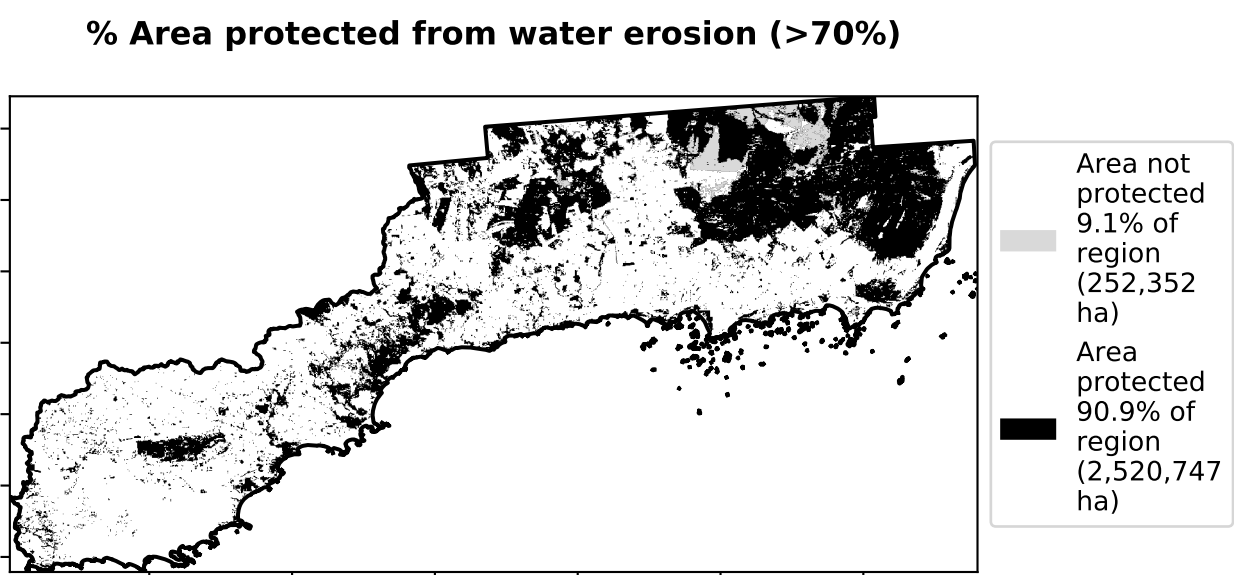 % Area protected from water erosion (>70%)
Area not
protected
9.1% of
region
(252,352
ha)
Area
protected
90.9% of
region
(2,520,747
ha)